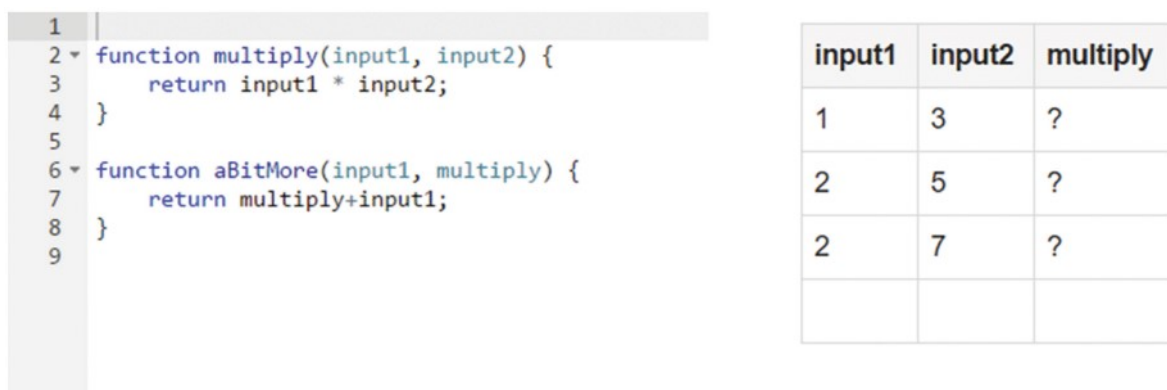 1
2 function multiply(input1, input2) {
3     return input1 * input2;
4 }
5
6 function aBitMore(input1, multiply) {
7     return multiply+input1;
8 }
9
input1 input2 multiply
1 3 ?
2 5 ?
2 7 ?